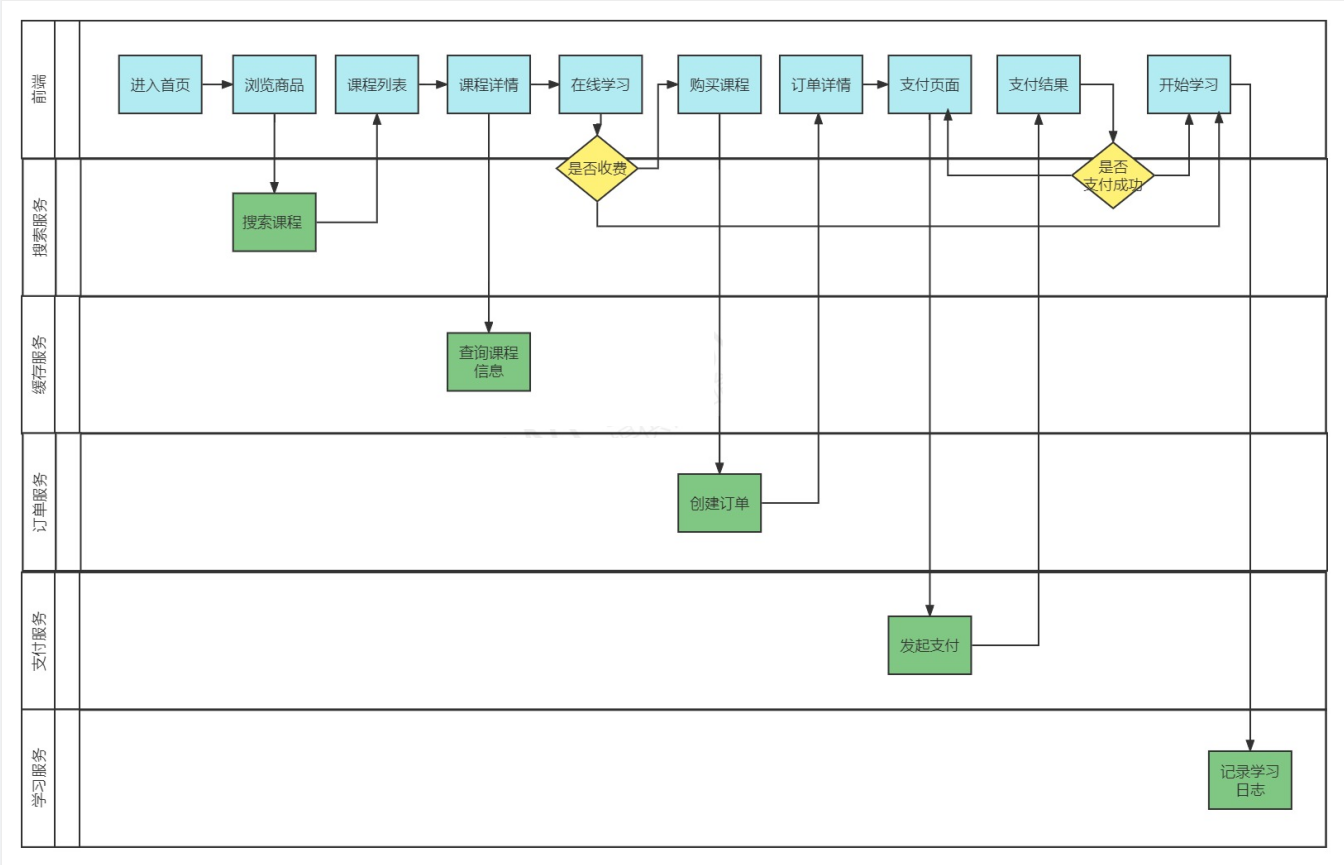 前端
进入首页
浏览商品
课程列表
课程详情
在线学习
购买课程
订单详情
支付页面
支付结果
开始学习
是否收费
是否
支付成功
搜索服务
搜索课程
缓存服务
查询课程
信息
订单服务
创建订单
支付服务
发起支付
学习服务
记录学习
日志